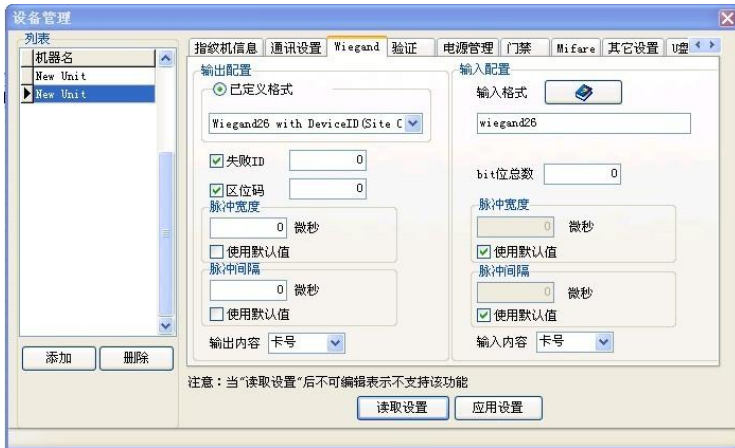 设备管理
列表
机器名
New Unit
New Unit
添加
删除
指纹机信息 通讯设置 Wiegand 验证 电源管理 门禁 Mifare 其它设置 U盘
输出配置
已定义格式
Wiegand26 with DeviceID(Site C
失败ID 0
区位码 0
脉冲宽度
0 微秒
使用默认值
脉冲间隔
0 微秒
使用默认值
输出内容 卡号
输入配置
输入格式
wiegand26
bit位总数 0
脉冲宽度
0 微秒
使用默认值
脉冲间隔
0 微秒
使用默认值
输入内容 卡号
注意：当"读取设置"后不可编辑表示不支持该功能
读取设置 应用设置